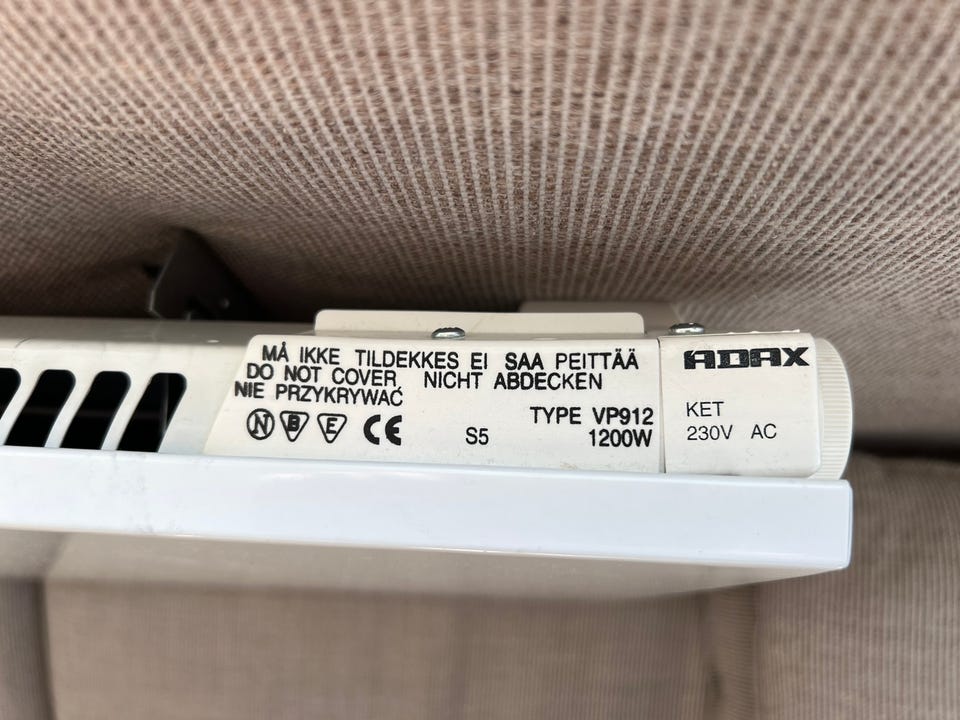 MÅ IKKE TILDEKKES EI SAA PEITTÄÄ
DO NOT COVER, NICHT ABDECKEN
NIE PRZYKRYWAĆ
N B E CE
S5
TYPE VP912
1200W
ADAX
KET
230V AC